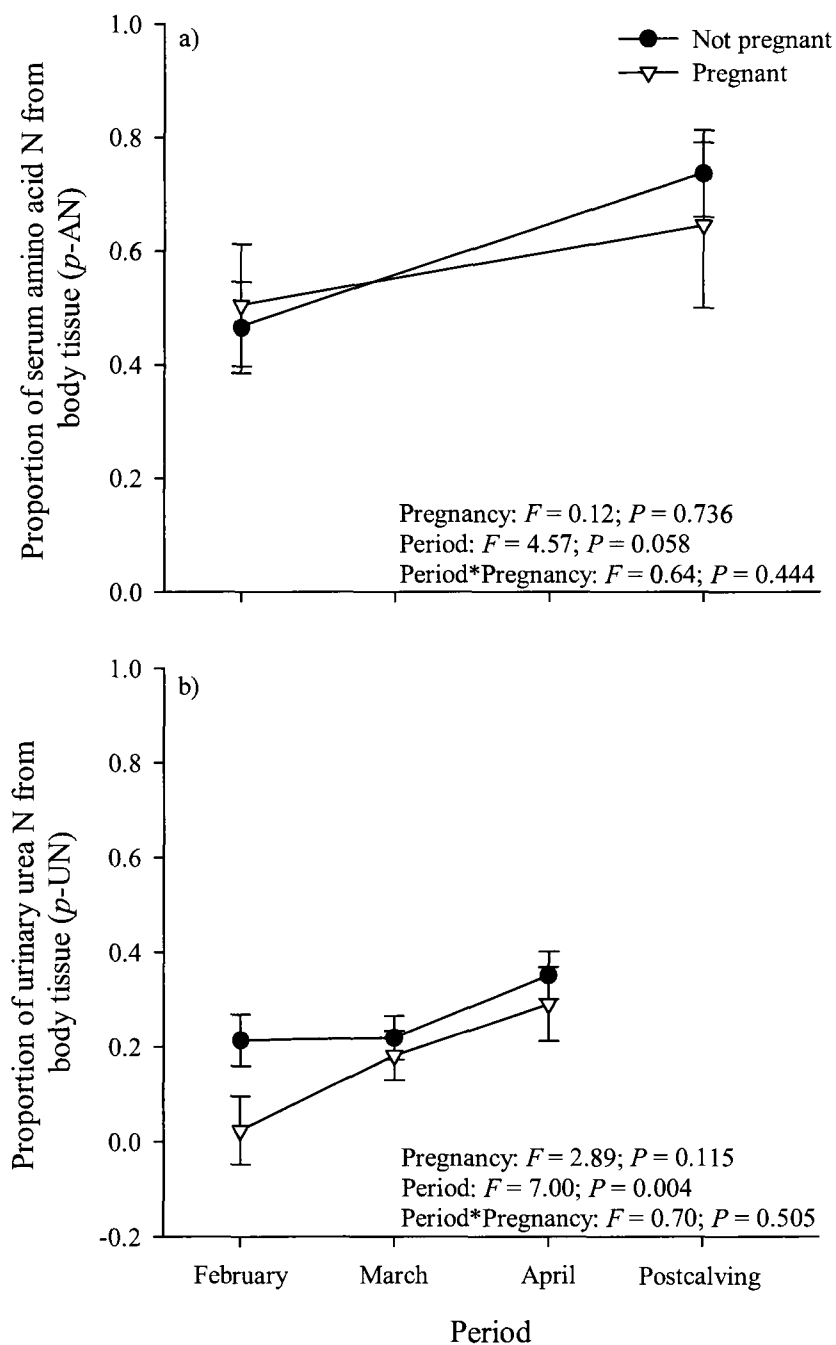 a)
Not pregnant
Pregnant
Proportion of serum amino acid N from
body tissue (p-AN)
1.0
0.8
0.6
0.4
0.2
0.0
Pregnancy: F = 0.12; P = 0.736
Period: F = 4.57; P = 0.058
Period*Pregnancy: F = 0.64; P = 0.444
b)
Proportion of urinary urea N from
body tissue (p-UN)
1.0
0.8
0.6
0.4
0.2
0.0
-0.2
Pregnancy: F = 2.89; P = 0.115
Period: F = 7.00; P = 0.004
Period*Pregnancy: F = 0.70; P = 0.505
February March April Postcalving
Period